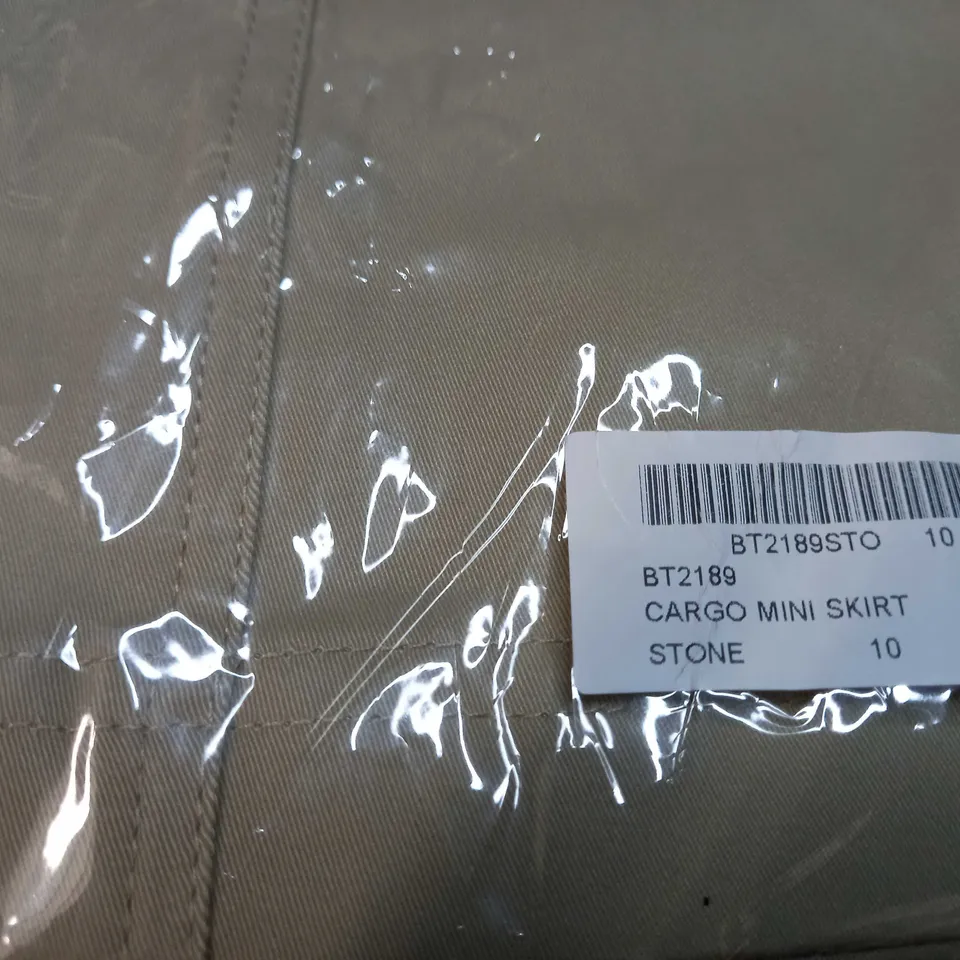 BT2189STO 10
BT2189
CARGO MINI SKIRT
STONE 10